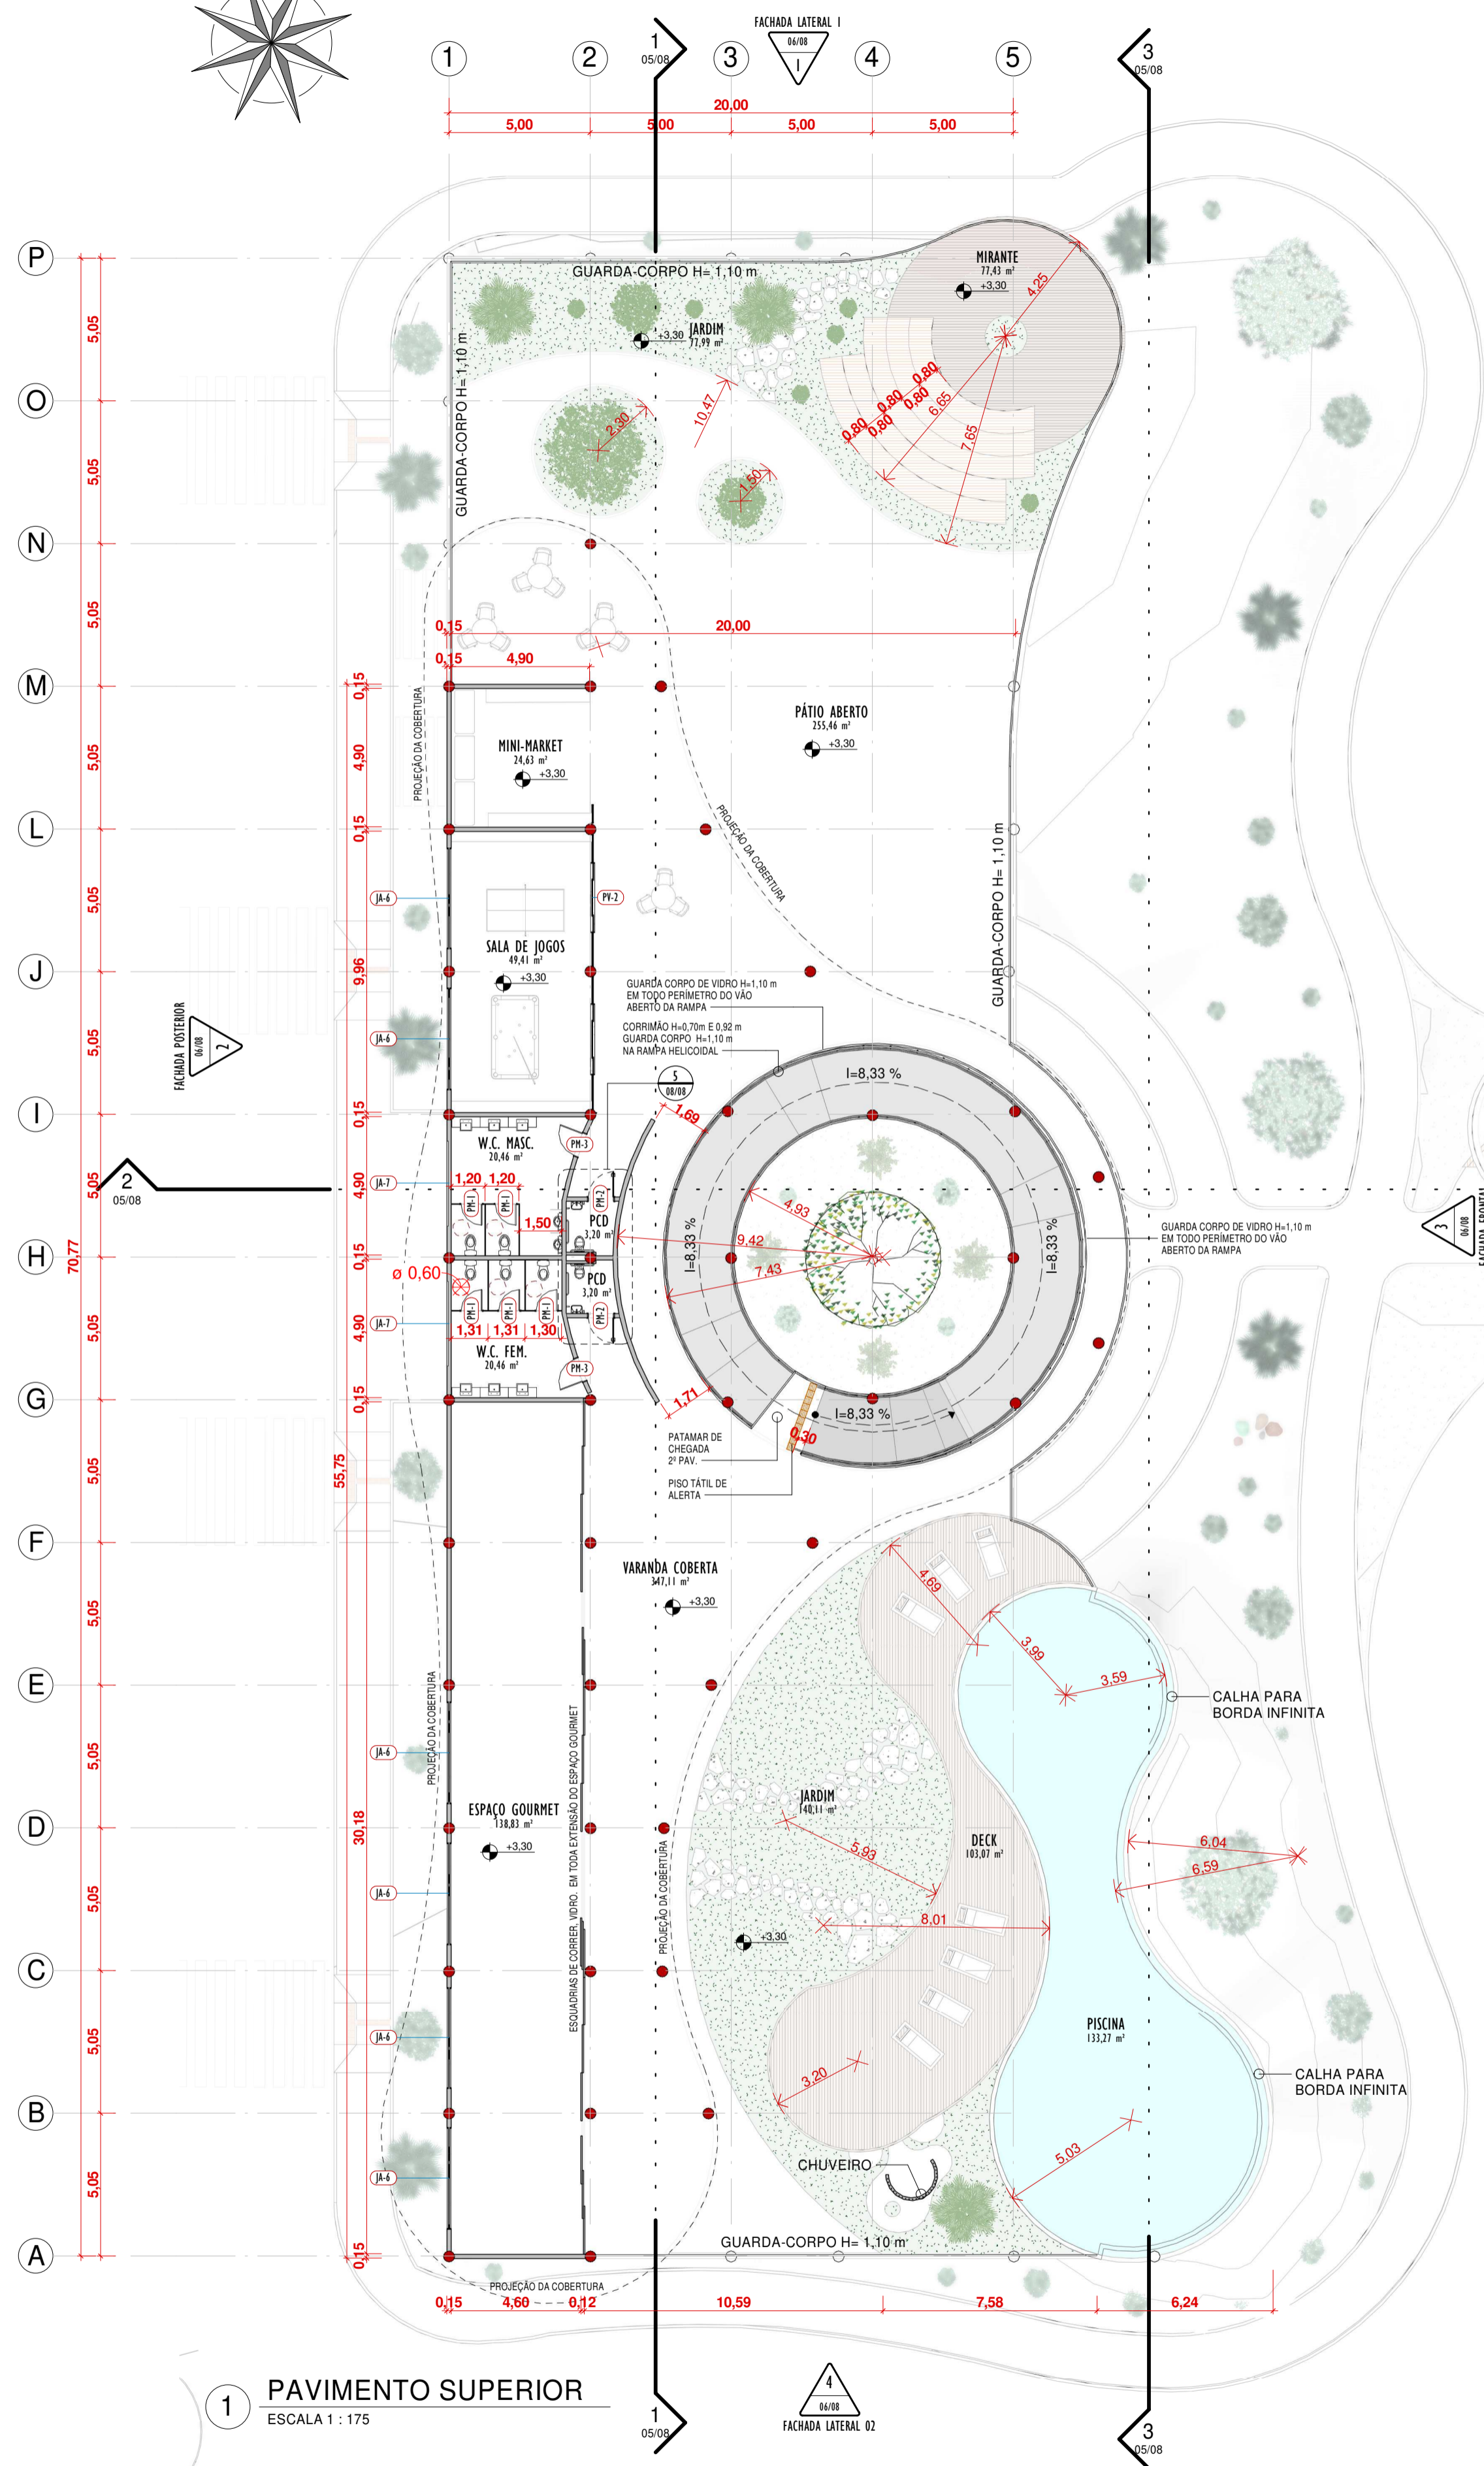 FACHADA LATERAL 1
06/08
1
1
05/08
3
05/08
1
2
3
4
5
20,00
5,00
5,00
5,00
5,00
P
O
N
M
L
J
I
H
G
F
E
D
C
B
A
5,05
5,05
5,05
5,05
5,05
5,05
5,05
5,05
5,05
5,05
5,05
5,05
5,05
5,05
70,77
GUARDA-CORPO H= 1,10 m
GUARDA-CORPO H= 1,10 m
MIRANTE
77,43 m²
+3,30
4,25
JARDIM
77,99 m²
+3,30
0,80
0,80
0,80
0,80
0,80
6,65
7,65
10,47
2,30
1,50
0,15
20,00
0,15
4,90
0,15
4,90
0,15
9,96
0,15
4,90
0,15
4,90
0,15
55,75
30,18
0,15
PROJEÇÃO DA COBERTURA
MINI-MARKET
24,63 m²
+3,30
PÁTIO ABERTO
255,46 m²
+3,30
PROJEÇÃO DA COBERTURA
GUARDA-CORPO H= 1,10 m
JA-6
PV-2
SALA DE JOGOS
49,41 m²
+3,30
JA-6
GUARDA CORPO DE VIDRO H=1,10 m
EM TODO PERÍMETRO DO VÃO
ABERTO DA RAMPA
CORRIMÃO H=0,70m E 0,92 m
GUARDA CORPO H=1,10 m
NA RAMPA HELICOIDAL
FACHADA POSTERIOR
06/08
2
5
08/08
I=8,33 %
1,69
W.C. MASC.
20,46 m²
PM-3
2
05/08
JA-7
1,20
1,20
PM-1
PM-1
PM-2
1,50
PCD
3,20 m²
4,93
9,42
7,43
I=8,33 %
I=8,33 %
GUARDA CORPO DE VIDRO H=1,10 m
EM TODO PERÍMETRO DO VÃO
ABERTO DA RAMPA
3
06/08
FACHADA FRONTAL
ø 0,60
PCD
3,20 m²
PM-1
PM-1
PM-1
PM-2
JA-7
1,31
1,31
1,30
W.C. FEM.
20,46 m²
PM-3
1,71
I=8,33 %
0,30
PATAMAR DE
CHEGADA
2º PAV.
PISO TÁTIL DE
ALERTA
VARANDA COBERTA
347,11 m²
+3,30
4,69
3,99
3,59
CALHA PARA
BORDA INFINITA
PROJEÇÃO DA COBERTURA
ESQUADRIAS DE CORRER, VIDRO. EM TODA EXTENSÃO DO ESPAÇO GOURMET
JA-6
ESPAÇO GOURMET
138,83 m²
+3,30
JARDIM
140,11 m²
DECK
103,07 m²
5,93
6,04
6,59
PROJEÇÃO DA COBERTURA
JA-6
8,01
+3,30
JA-6
PISCINA
133,27 m²
3,20
CALHA PARA
BORDA INFINITA
5,03
JA-6
CHUVEIRO
GUARDA-CORPO H= 1,10 m
PROJEÇÃO DA COBERTURA
0,15
4,60
0,12
10,59
7,58
6,24
1
PAVIMENTO SUPERIOR
ESCALA 1 : 175
1
05/08
4
06/08
FACHADA LATERAL 02
3
05/08